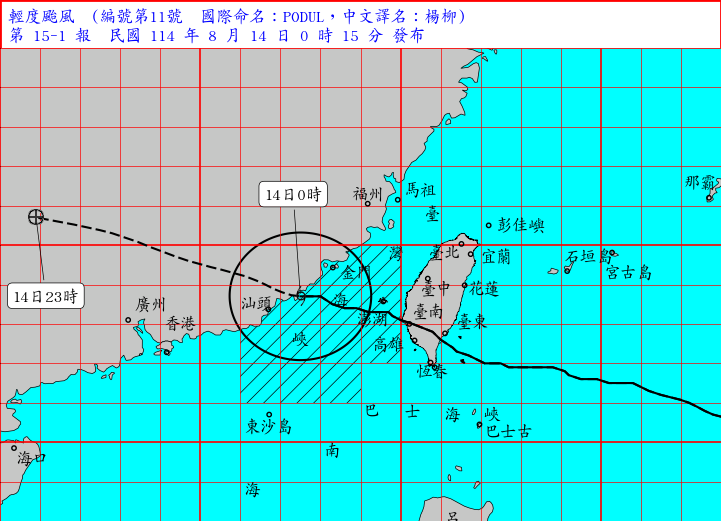 輕度颱風 (編號第11號 國際命名：PODUL，中文譯名：楊柳)
第 15-1 報 民國 114 年 8 月 14 日 0 時 15 分 發布
那霸
14日0時
福州
馬祖
臺
彭佳嶼
灣
臺北
宜蘭
石垣島
宮古島
金門
14日23時
廣州
汕頭
海
臺中
花蓮
香港
澎湖
臺南
臺東
峽
高雄
恆春
東沙島
巴 士 海 峽
巴士古
海口
南
海
呂